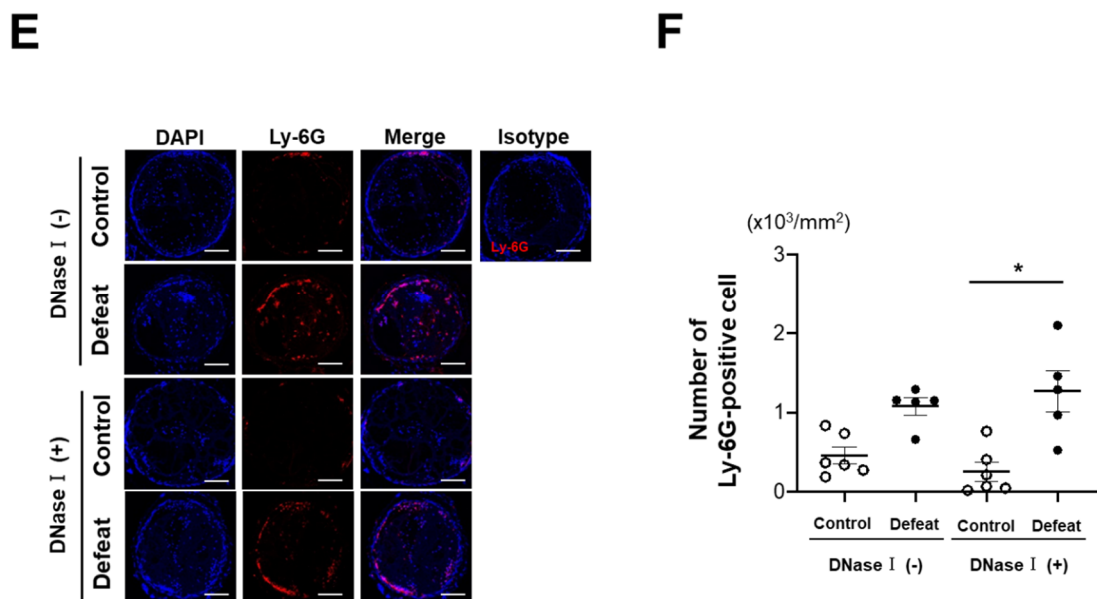 E
F
DAPI Ly-6G Merge Isotype
DNase Ⅰ (-)
Control
Ly-6G
Defeat
DNase Ⅰ (+)
Control
Defeat
(x10³/mm²)
Number of
Ly-6G-positive cell
3
2
1
0
*
Control Defeat Control Defeat
DNase Ⅰ (-) DNase Ⅰ (+)